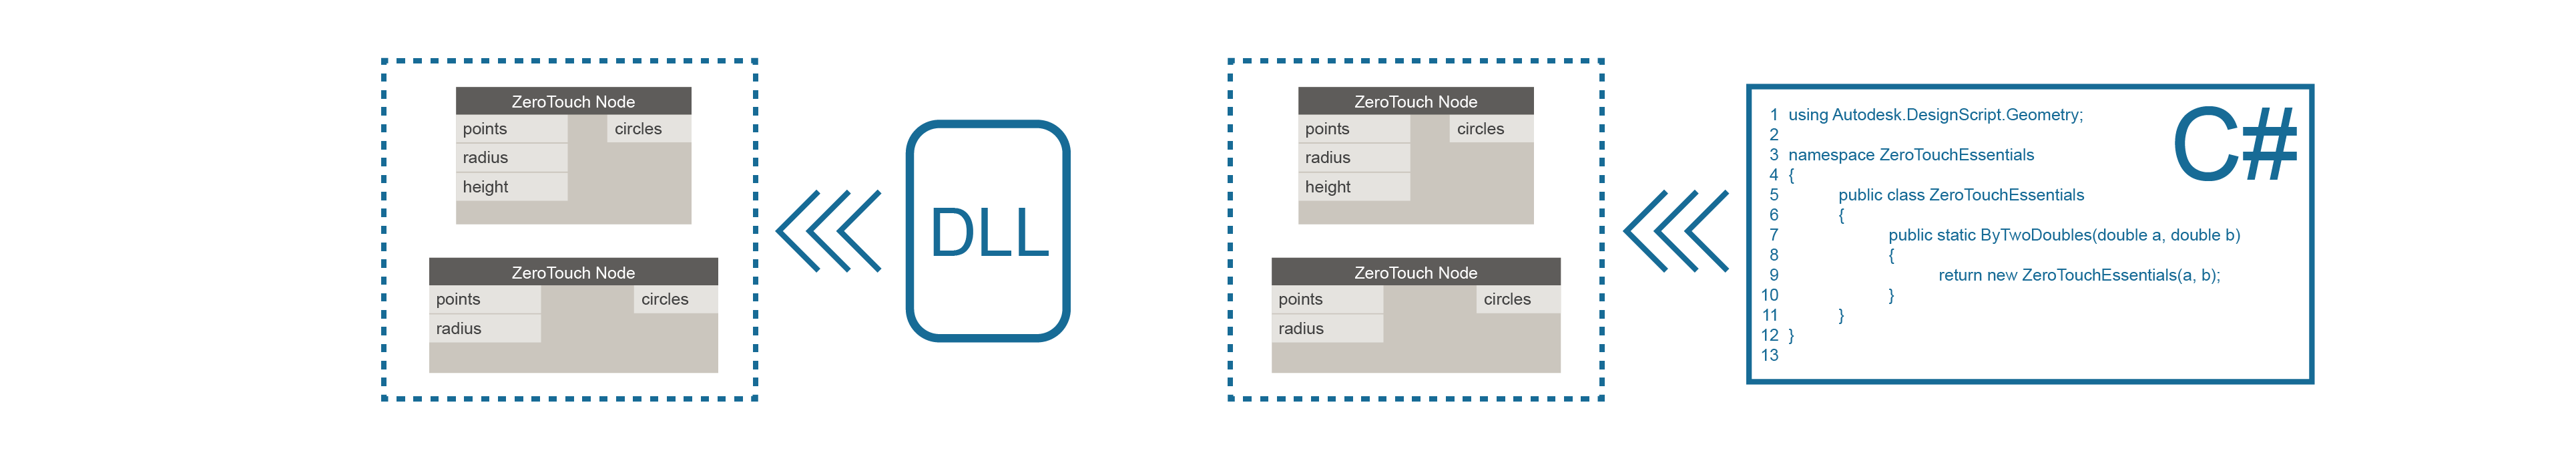 ZeroTouch Node
points
circles
radius
height
ZeroTouch Node
points
circles
radius
DLL
ZeroTouch Node
points
circles
radius
height
ZeroTouch Node
points
circles
radius
C#
1 using Autodesk.DesignScript.Geometry;
2
3 namespace ZeroTouchEssentials
4 {
5 public class ZeroTouchEssentials
6 {
7 public static ByTwoDoubles(double a, double b)
8 {
9 return new ZeroTouchEssentials(a, b);
10 }
11 }
12 }
13